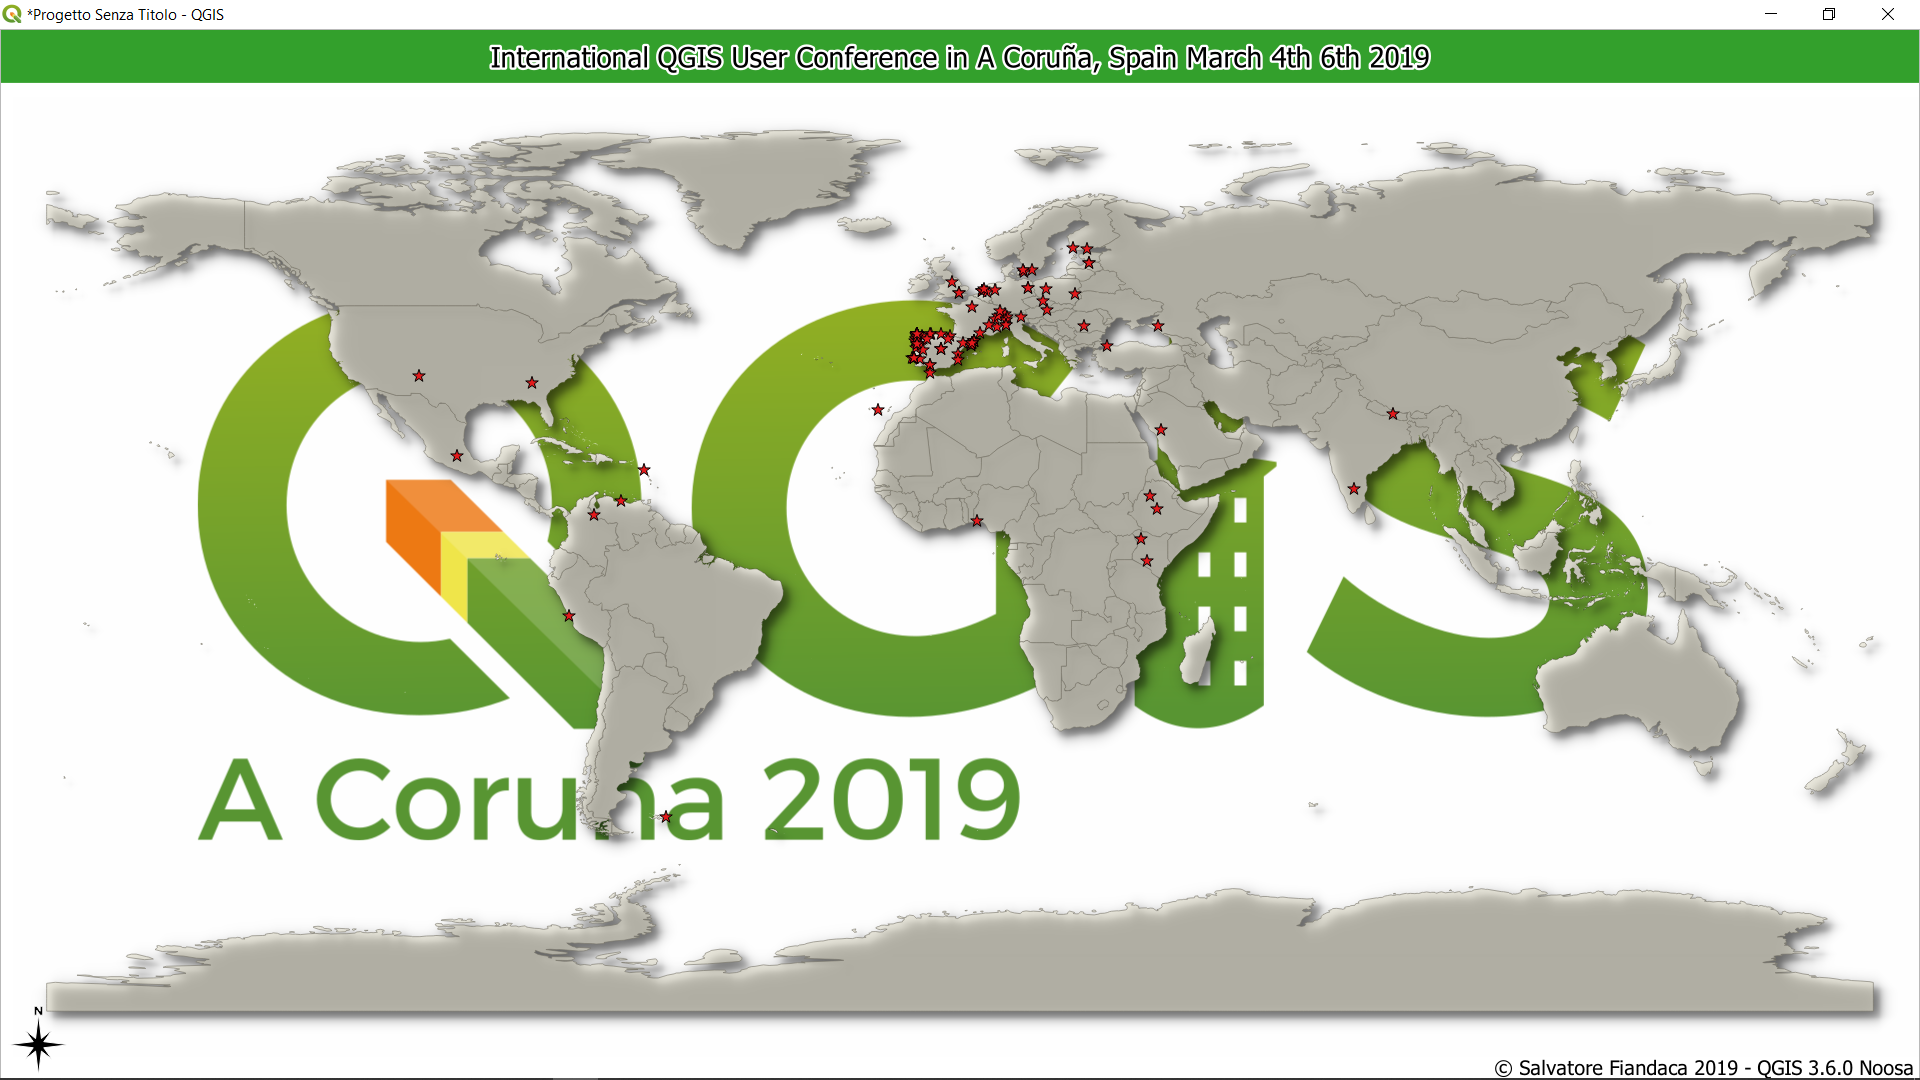 *Progetto Senza Titolo - QGIS
International QGIS User Conference in A Coruña, Spain March 4th 6th 2019
QGIS
A Coruña 2019
N
© Salvatore Fiandaca 2019 - QGIS 3.6.0 Noosa